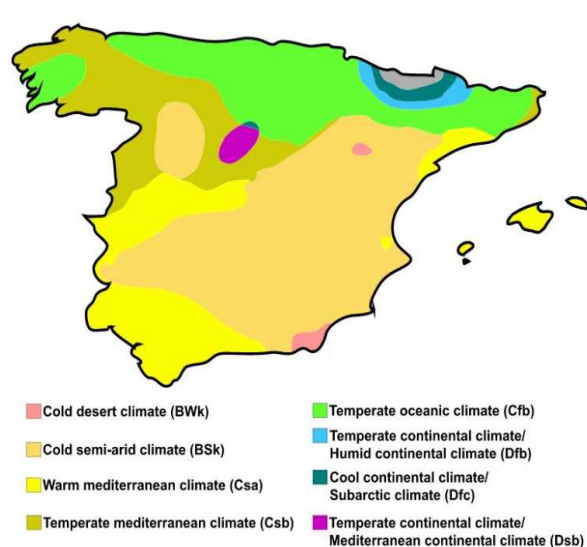 Cold desert climate (BWk)
Cold semi-arid climate (BSk)
Warm mediterranean climate (Csa)
Temperate mediterranean climate (Csb)
Temperate oceanic climate (Cfb)
Temperate continental climate/
Humid continental climate (Dfb)
Cool continental climate/
Subarctic climate (Dfc)
Temperate continental climate/
Mediterranean continental climate (Dsb)